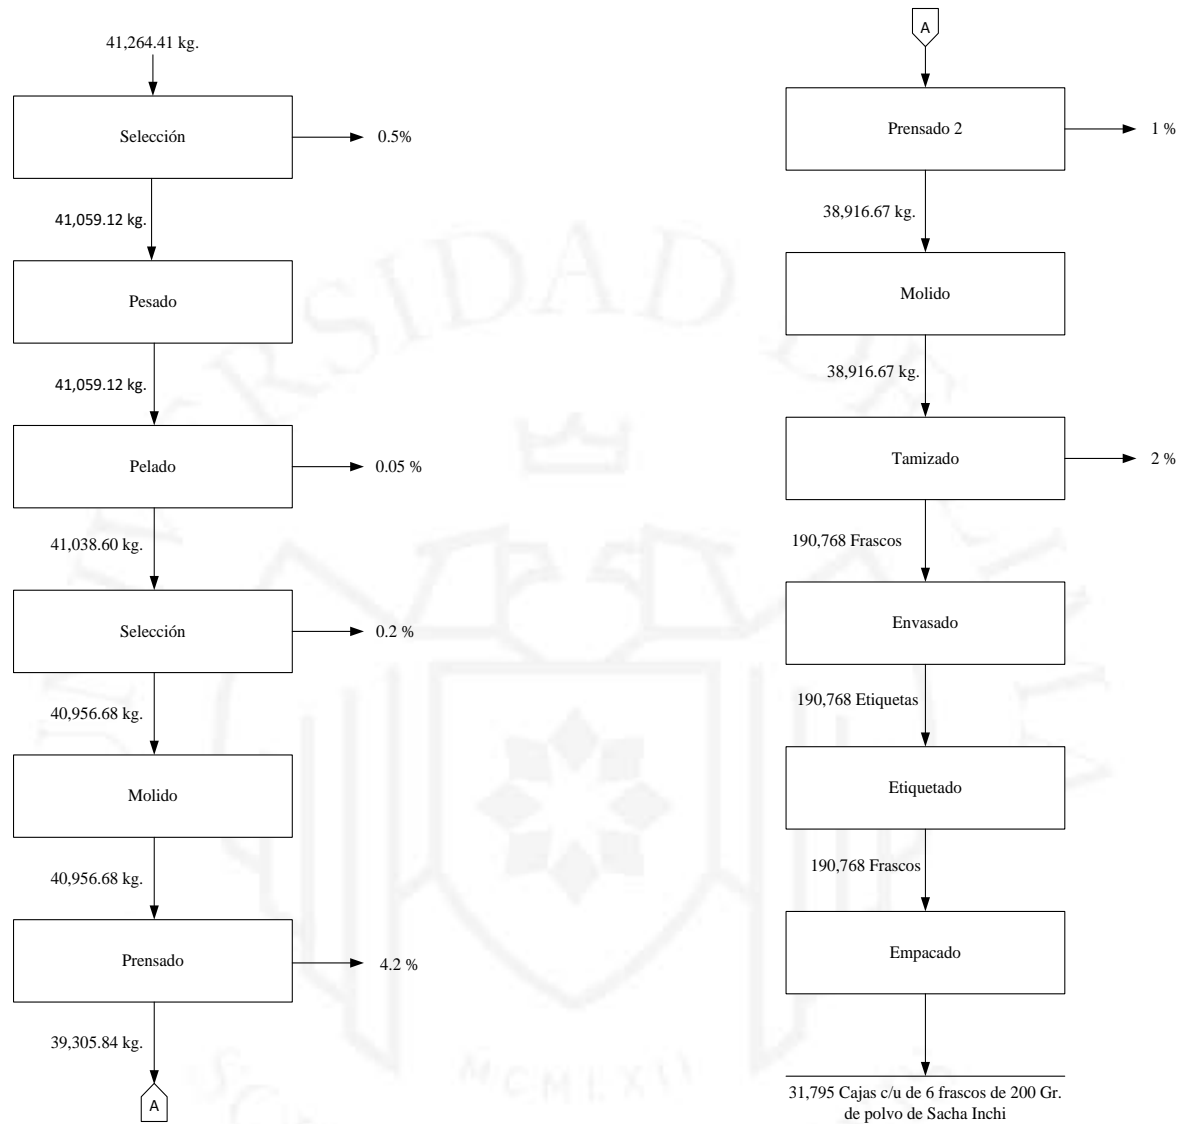 41,264.41 kg.
Selección
0.5%
41,059.12 kg.
Pesado
41,059.12 kg.
Pelado
0.05 %
41,038.60 kg.
Selección
0.2 %
40,956.68 kg.
Molido
40,956.68 kg.
Prensado
4.2 %
39,305.84 kg.
A
A
Prensado 2
1 %
38,916.67 kg.
Molido
38,916.67 kg.
Tamizado
2 %
190,768 Frascos
Envasado
190,768 Etiquetas
Etiquetado
190,768 Frascos
Empacado
31,795 Cajas c/u de 6 frascos de 200 Gr.
de polvo de Sacha Inchi
MCMLXII